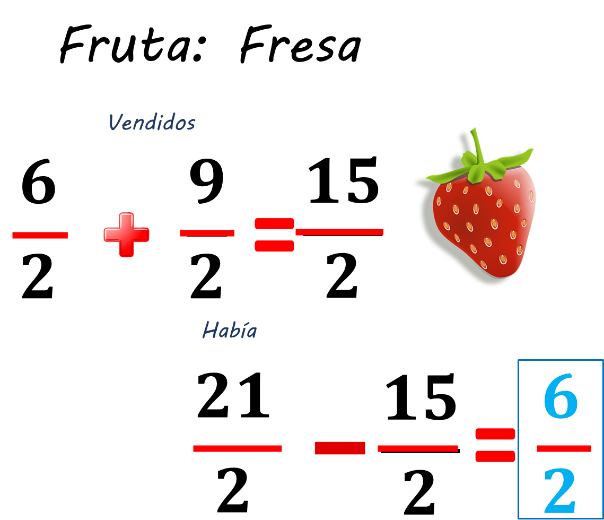 Fruta: Fresa
Vendidos
6/2 + 9/2 = 15/2
Había
21/2 - 15/2 = 6/2